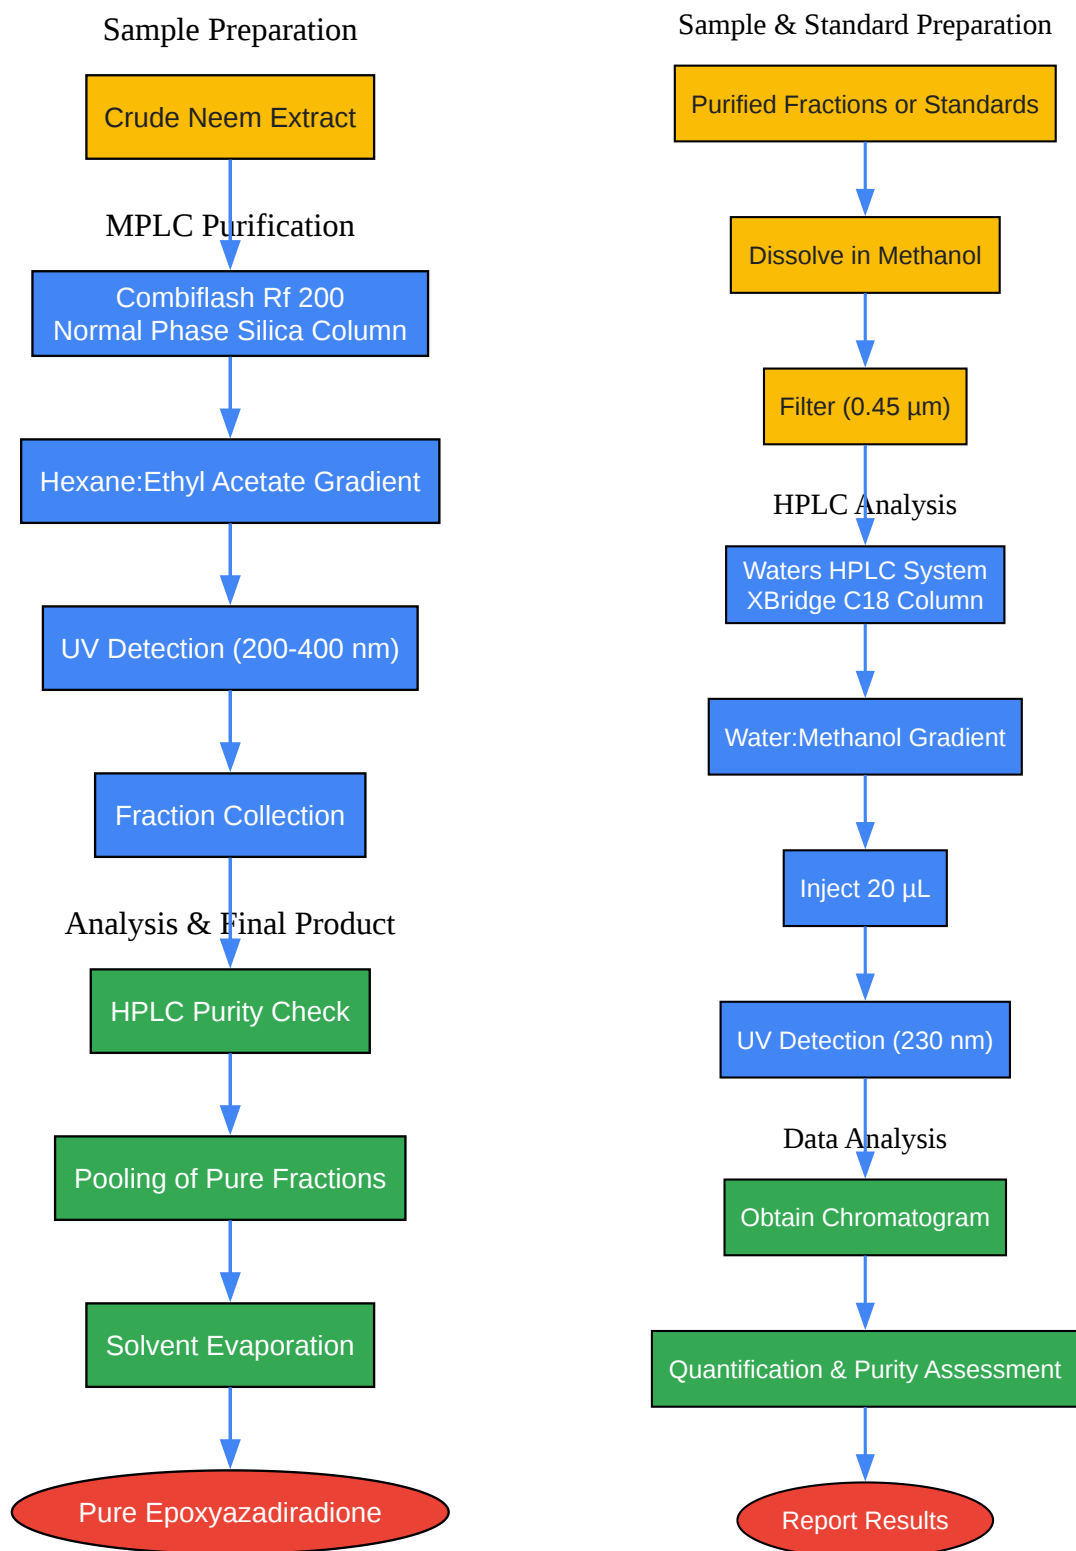 Sample Preparation
Crude Neem Extract
MPLC Purification
Combiflash Rf 200
Normal Phase Silica Column
Hexane:Ethyl Acetate Gradient
UV Detection (200-400 nm)
Fraction Collection
Analysis & Final Product
HPLC Purity Check
Pooling of Pure Fractions
Solvent Evaporation
Pure Epoxyazadiradione
Sample & Standard Preparation
Purified Fractions or Standards
Dissolve in Methanol
Filter (0.45 µm)
HPLC Analysis
Waters HPLC System
XBridge C18 Column
Water:Methanol Gradient
Inject 20 µL
UV Detection (230 nm)
Data Analysis
Obtain Chromatogram
Quantification & Purity Assessment
Report Results